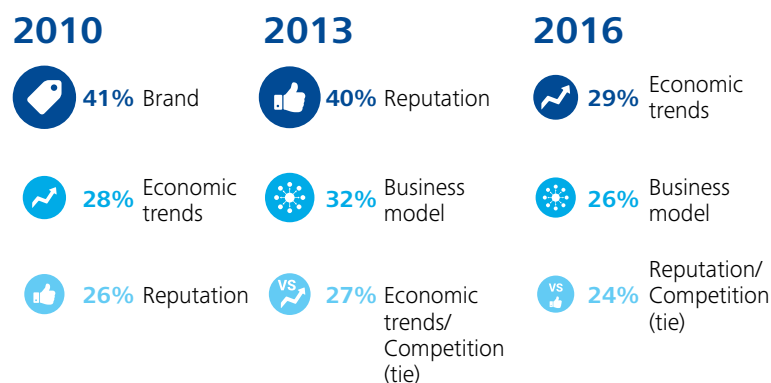 2010
41% Brand
28% Economic
trends
26% Reputation
2013
40% Reputation
32% Business
model
VS
27% Economic
trends/
Competition
(tie)
2016
29% Economic
trends
26% Business
model
VS
24% Reputation/
Competition
(tie)